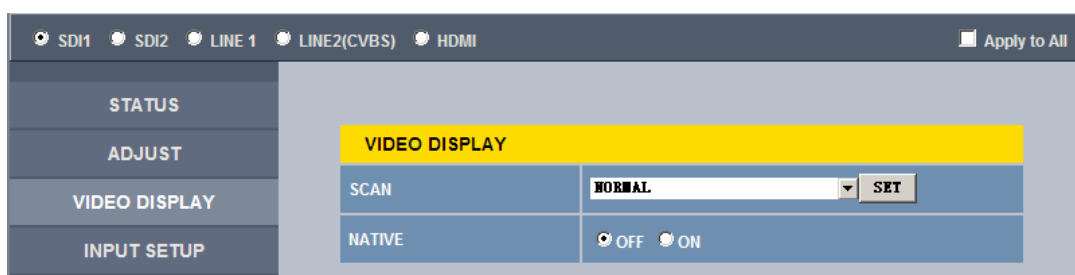 SDI1 SDI2 LINE 1 LINE2(CVBS) HDMI Apply to All
STATUS
ADJUST
VIDEO DISPLAY
INPUT SETUP
VIDEO DISPLAY
SCAN NORMAL SET
NATIVE OFF ON